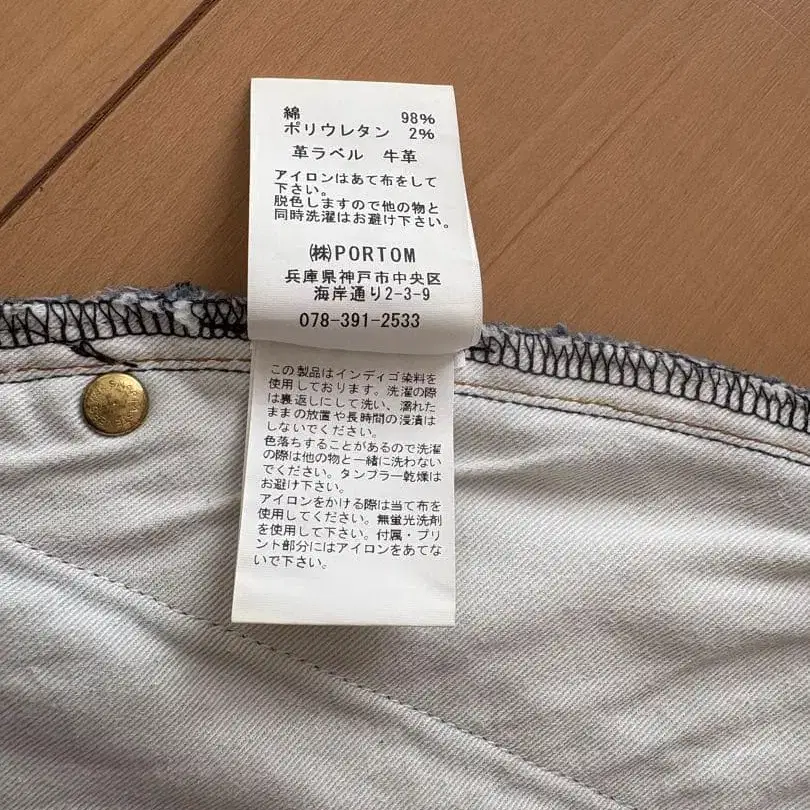 綿 98%
ポリウレタン 2%
革ラベル 牛革
アイロンはあて布をして
下さい。
脱色しますので他の物と
同時洗濯はお避け下さい。
㈱PORTOM
兵庫県神戸市中央区
海岸通り2-3-9
078-391-2533
この製品はインディゴ染料を
使用しております。洗濯の際
は裏返しにして洗い、濡れた
ままの放置や長時間の浸漬は
しないでください。
色落ちすることがあるので洗濯
の際は他の物と一緒に洗わない
でください。タンブラー乾燥は
お避け下さい。
アイロンをかける際は当て布を
使用してください。無蛍光洗剤
を使用して下さい。付属・プリ
ント部分にはアイロンをあてな
いで下さい。